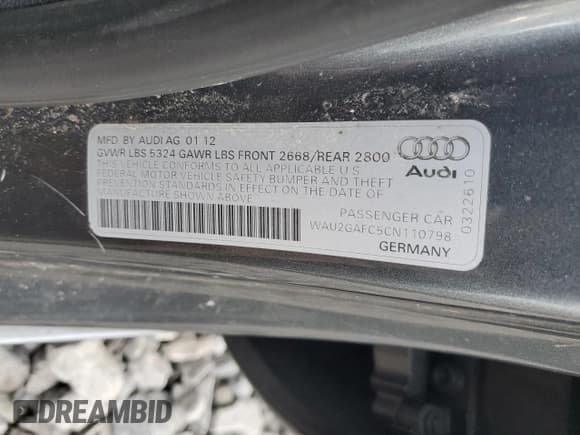 MFD. BY AUDI AG 01 12
GVWR LBS 5324 GAWR LBS FRONT 2668/REAR 2800
THIS VEHICLE CONFORMS TO ALL APPLICABLE U S
FEDERAL MOTOR VEHICLE SAFETY BUMPER AND THEFT
PREVENTION STANDARDS IN EFFECT ON THE DATE OF
MANUFACTURE SHOWN ABOVE
Audi
0322610
PASSENGER CAR
WAU2GAFC5CN110798
GERMANY
DREAMBID